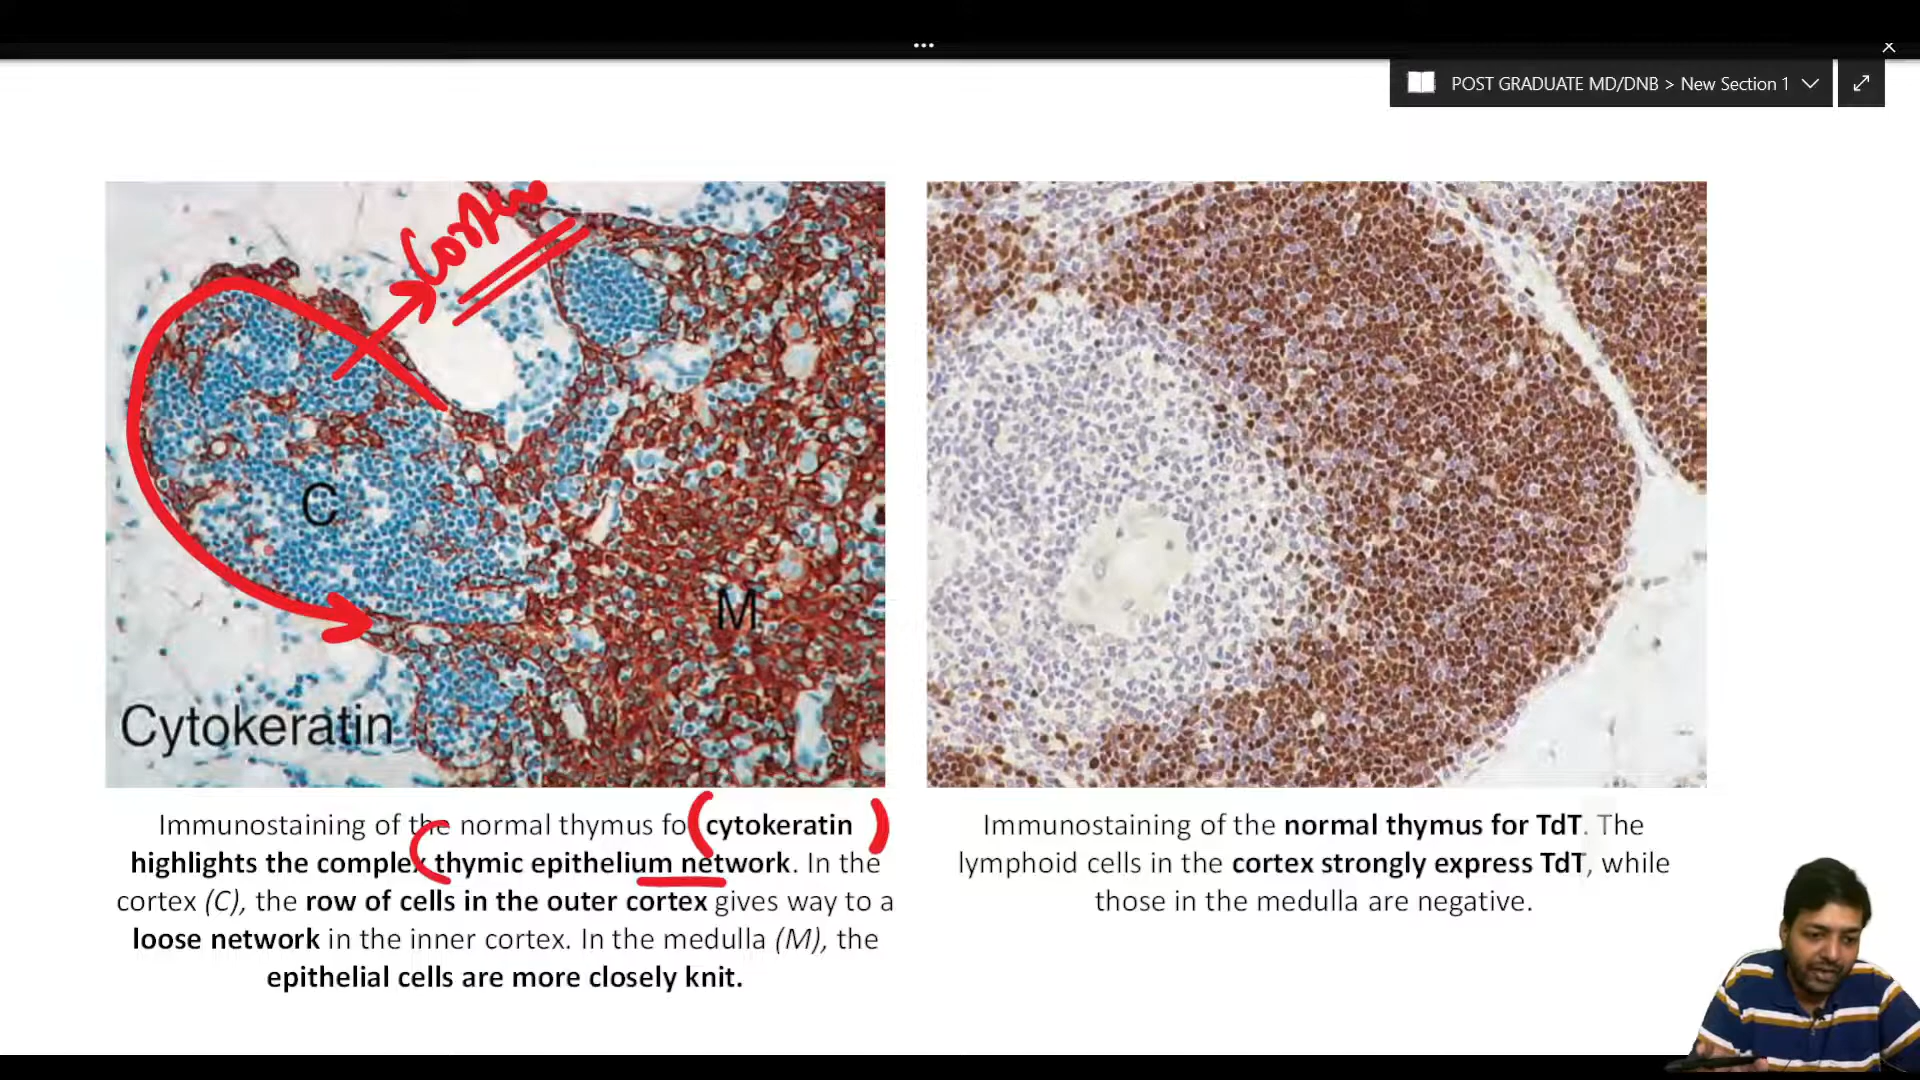 POST GRADUATE MD/DNB > New Section 1
Cortex
C
M
Cytokeratin
Immunostaining of the normal thymus fo cytokeratin
highlights the complex thymic epithelium network. In the
cortex (C), the row of cells in the outer cortex gives way to a
loose network in the inner cortex. In the medulla (M), the
epithelial cells are more closely knit.
Immunostaining of the normal thymus for TdT. The
lymphoid cells in the cortex strongly express TdT, while
those in the medulla are negative.